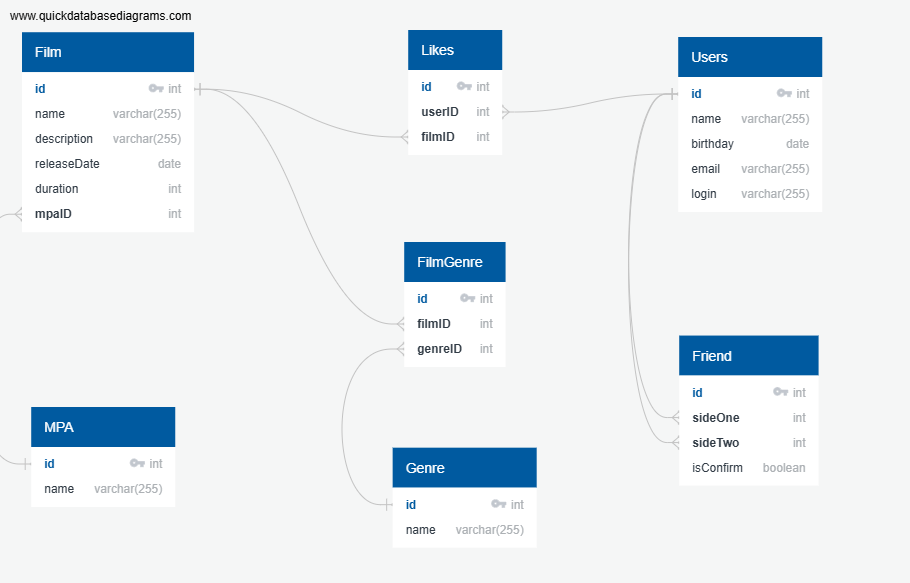 www.quickdatabasediagrams.com
Film
id int
name varchar(255)
description varchar(255)
releaseDate date
duration int
mpaID int
Likes
id int
userID int
filmID int
Users
id int
name varchar(255)
birthday date
email varchar(255)
login varchar(255)
FilmGenre
id int
filmID int
genreID int
Friend
id int
sideOne int
sideTwo int
isConfirm boolean
MPA
id int
name varchar(255)
Genre
id int
name varchar(255)